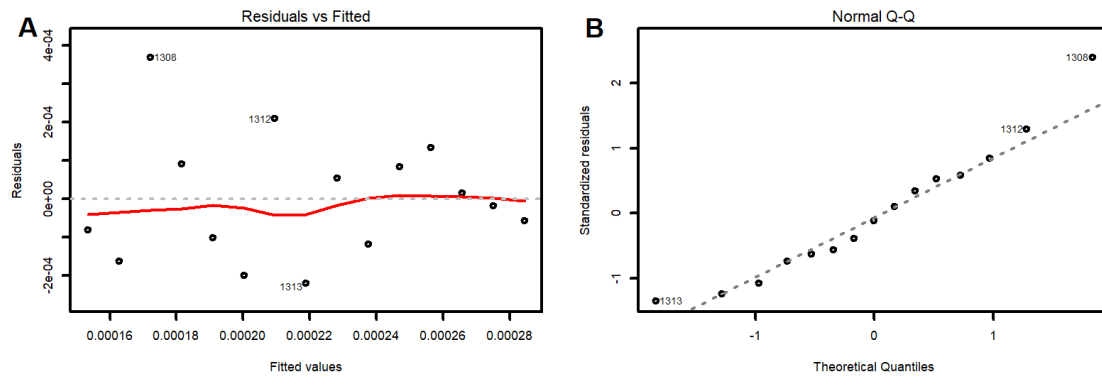 A
Residuals vs Fitted
Residuals
4e-04
2e-04
0e+00
-2e-04
1308
1312
1313
0.00016 0.00018 0.00020 0.00022 0.00024 0.00026 0.00028
Fitted values
B
Normal Q-Q
Standardized residuals
2
1
0
-1
1308
1312
1313
-1 0 1
Theoretical Quantiles